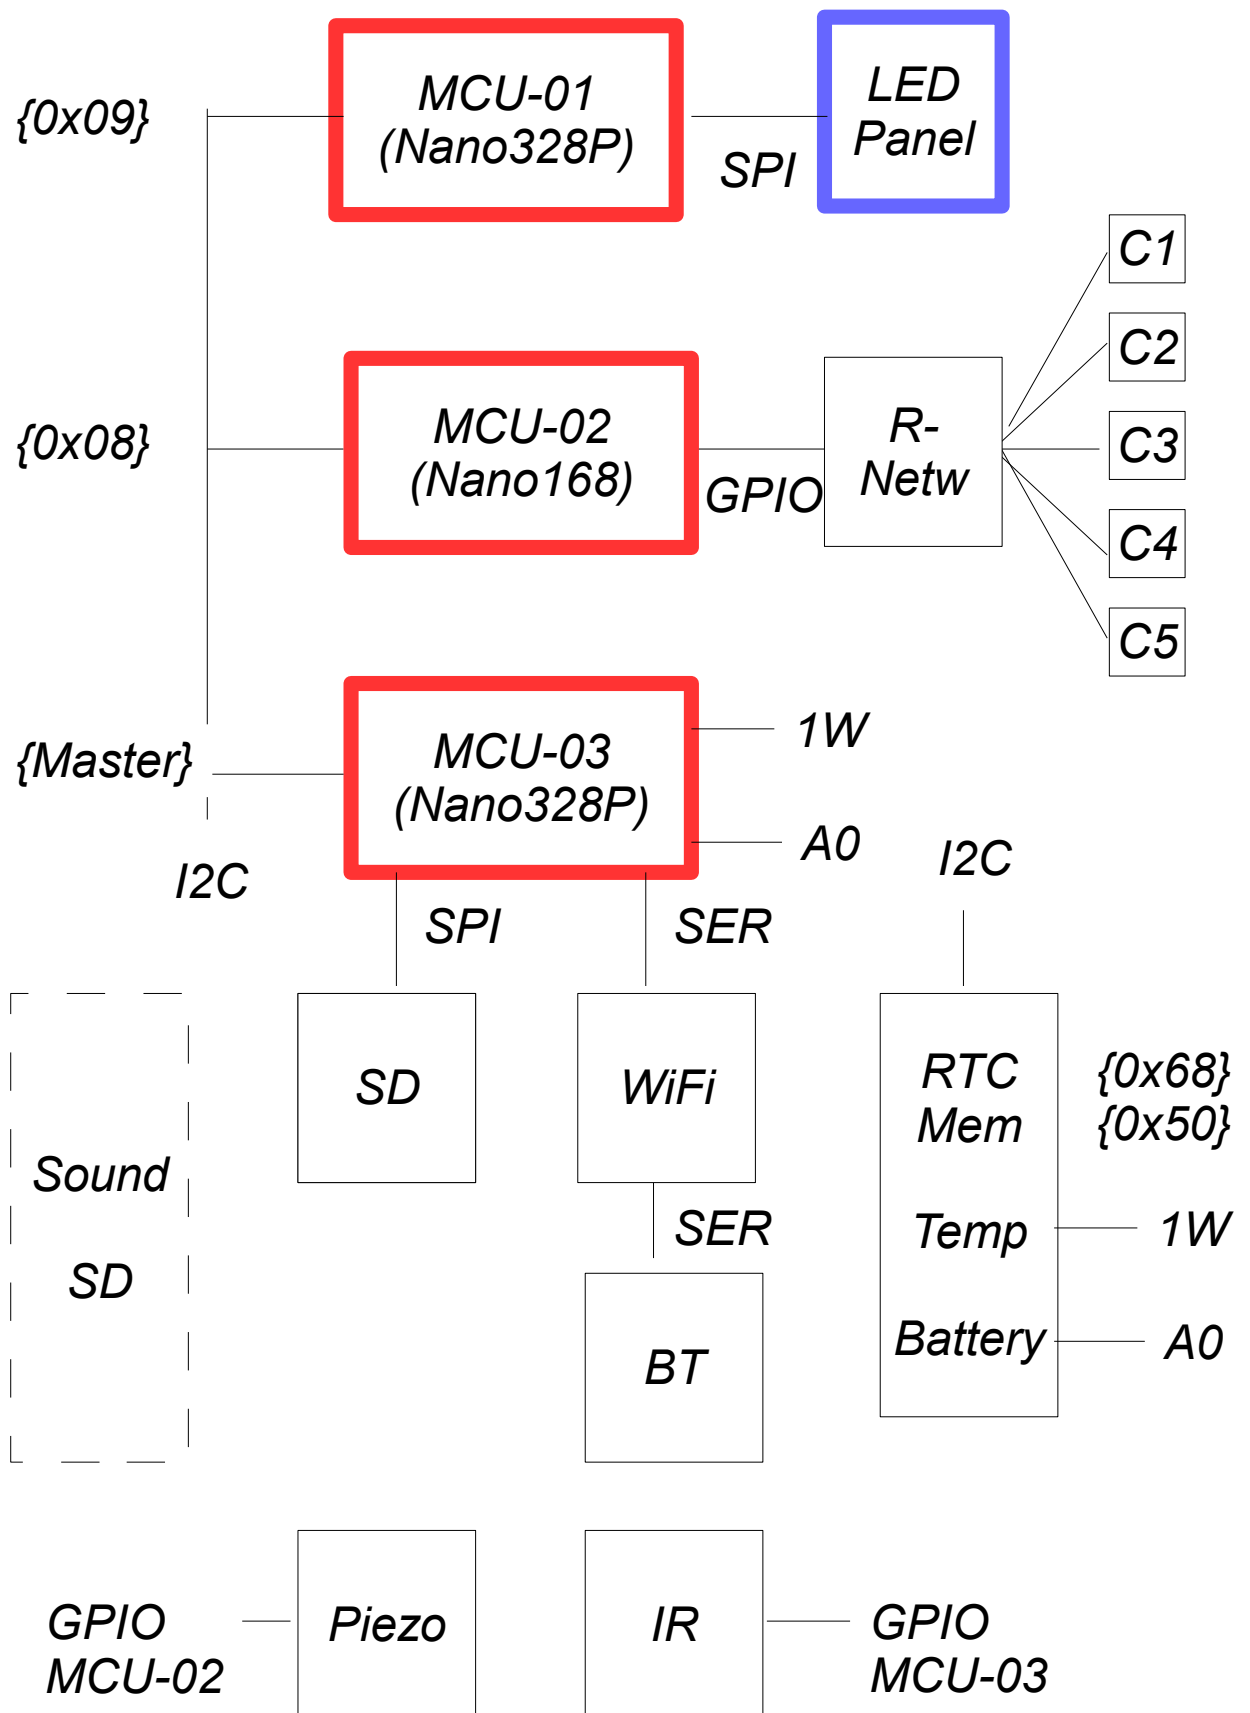 {0x09}
MCU-01
(Nano328P)
SPI
LED
Panel
C1
C2
C3
C4
C5
{0x08}
MCU-02
(Nano168)
GPIO
R-
Netw
{Master}
MCU-03
(Nano328P)
1W
A0
I2C
I2C
SPI
SER
SD
WiFi
RTC
Mem
{0x68}
{0x50}
Sound
SD
SER
Temp
1W
BT
Battery
A0
GPIO
MCU-02
Piezo
IR
GPIO
MCU-03